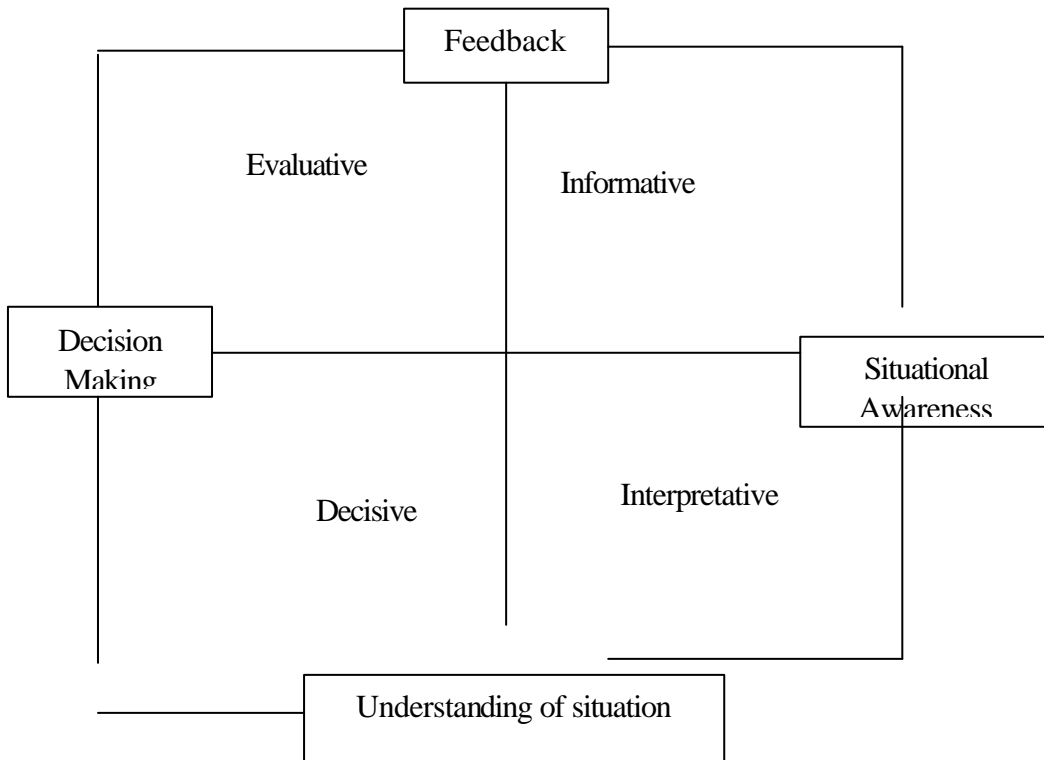 Feedback
Evaluative
Informative
Decision
Making
Situational
Awareness
Decisive
Interpretative
Understanding of situation